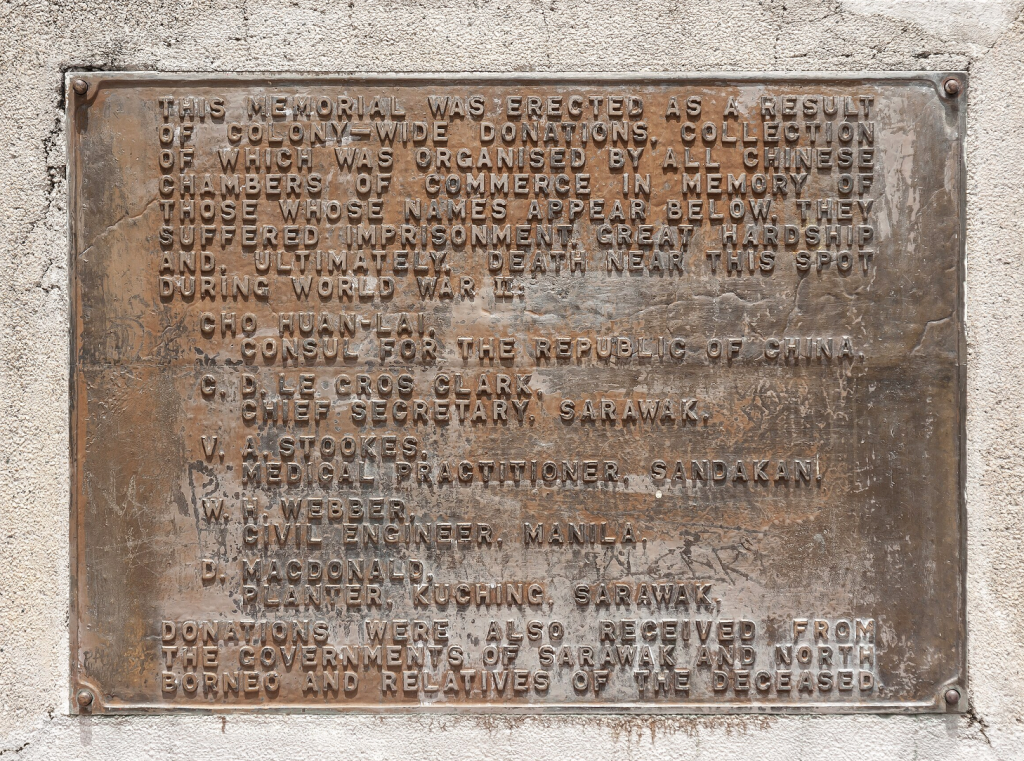 THIS MEMORIAL WAS ERECTED AS A RESULT
OF COLONY-WIDE DONATIONS, COLLECTION
OF WHICH WAS ORGANISED BY ALL CHINESE
CHAMBERS OF COMMERCE IN MEMORY OF
THOSE WHOSE NAMES APPEAR BELOW. THEY
SUFFERED IMPRISONMENT, GREAT HARDSHIP
AND, ULTIMATELY, DEATH NEAR THIS SPOT
DURING WORLD WAR II:
CHO HUAN-LAI,
CONSUL FOR THE REPUBLIC OF CHINA,
C. D. LE GROS CLARK,
CHIEF SECRETARY, SARAWAK,
V. A. STOOKES,
MEDICAL PRACTITIONER, SANDAKAN,
W. H. WEBBER,
CIVIL ENGINEER, MANILA,
D. MACDONALD,
PLANTER, KUCHING, SARAWAK,
DONATIONS WERE ALSO RECEIVED FROM
THE GOVERNMENTS OF SARAWAK AND NORTH
BORNEO AND RELATIVES OF THE DECEASED.